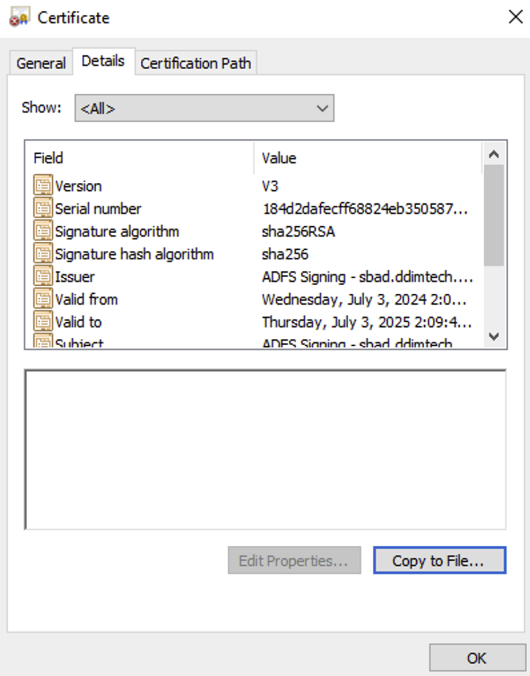 Certificate
General Details Certification Path
Show: <All>
Field Value
Version V3
Serial number 184d2dafecff68824eb350587...
Signature algorithm sha256RSA
Signature hash algorithm sha256
Issuer ADFS Signing - sbad.ddimtech....
Valid from Wednesday, July 3, 2024 2:0...
Valid to Thursday, July 3, 2025 2:09:4...
Subject ADFS Signing - sbad.ddimtech
Edit Properties... Copy to File...
OK